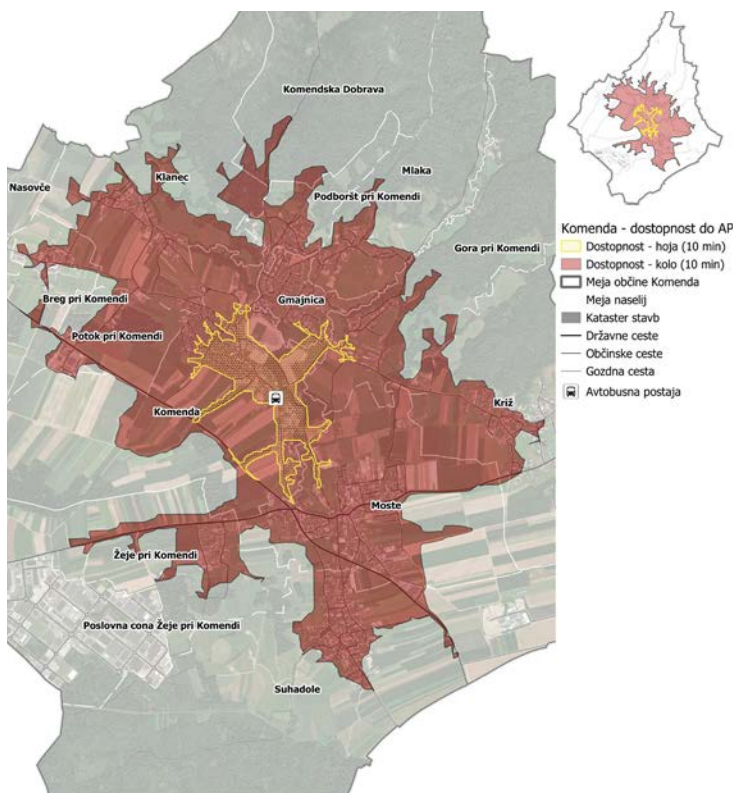 Komendska Dobrava
Mlaka
Klanec
Nasovče
Podboršt pri Komendi
Gora pri Komendi
Breg pri Komendi
Gmajnica
Potok pri Komendi
Komenda
Križ
Moste
Žeje pri Komendi
Poslovna cona Žeje pri Komendi
Suhadole
Komenda - dostopnost do AP
Dostopnost - hoja (10 min)
Dostopnost - kolo (10 min)
Meja občine Komenda
Meja naselij
Kataster stavb
Državne ceste
Občinske ceste
Gozdna cesta
Avtobusna postaja